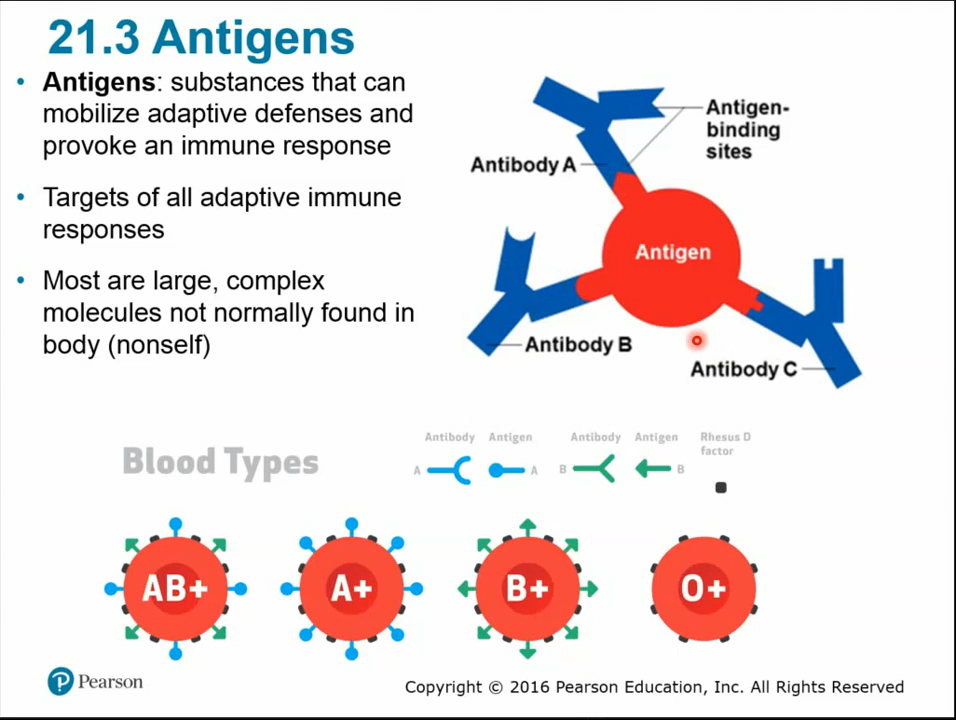 21.3 Antigens
• Antigens: substances that can
mobilize adaptive defenses and
provoke an immune response
• Targets of all adaptive immune
responses
• Most are large, complex
molecules not normally found in
body (nonself)
Antigen-
binding
sites
Antibody A
Antigen
Antibody B
Antibody C
Blood Types
Antibody Antigen
A A
Antibody Antigen
B B
Rhesus D
factor
AB+ A+ B+ O+
P Pearson
Copyright © 2016 Pearson Education, Inc. All Rights Reserved